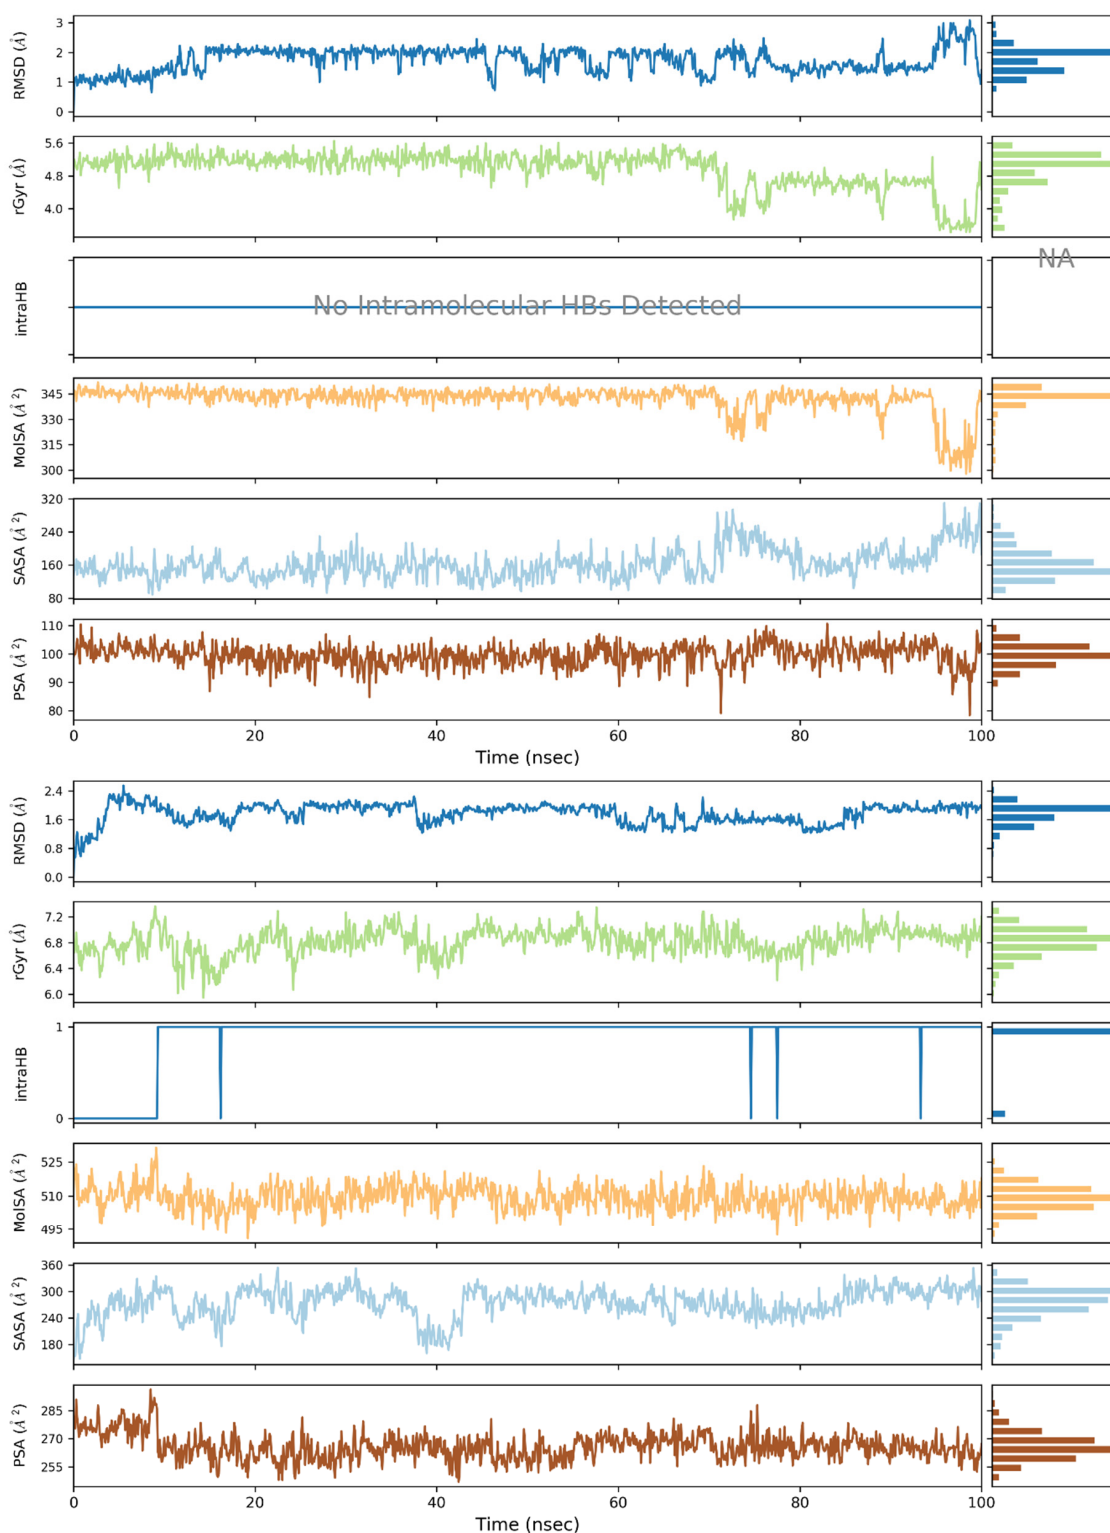 RMSD (Å)
3
2
1
0
rGyr (Å)
5.6
4.8
4.0
intraHB
No Intramolecular HBs Detected
NA
MolSA (Å²)
345
330
315
300
SASA (Å²)
320
240
160
80
PSA (Å²)
110
100
90
80
0 20 40 60 80 100
Time (nsec)
RMSD (Å)
2.4
1.6
0.8
0.0
rGyr (Å)
7.2
6.8
6.4
6.0
intraHB
1
0
MolSA (Å²)
525
510
495
SASA (Å²)
360
300
240
180
PSA (Å²)
285
270
255
0 20 40 60 80 100
Time (nsec)